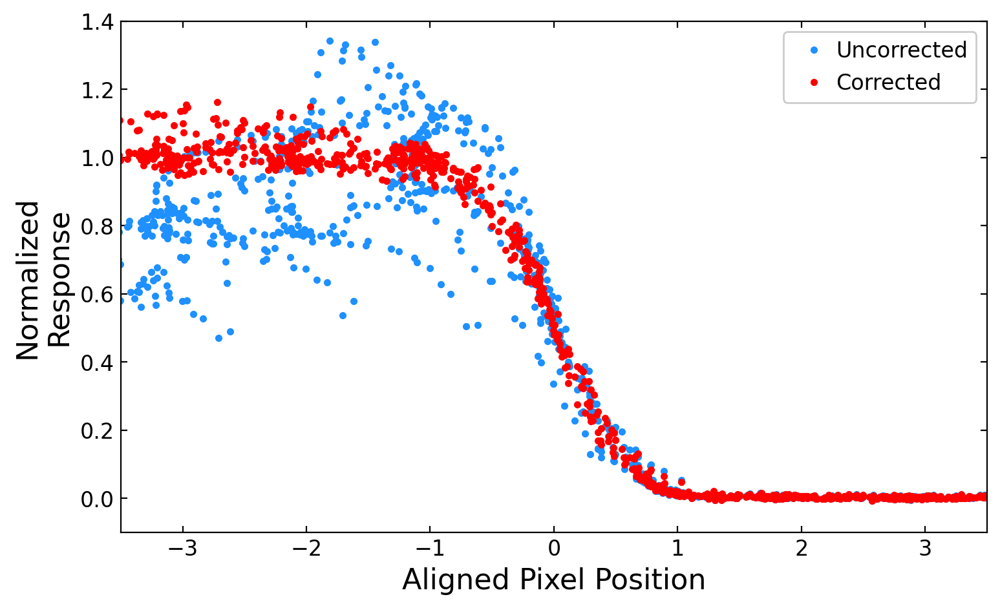 1.4
1.2
1.0
0.8
0.6
0.4
0.2
0.0
Normalized
Response
Uncorrected
Corrected
−3 −2 −1 0 1 2 3
Aligned Pixel Position